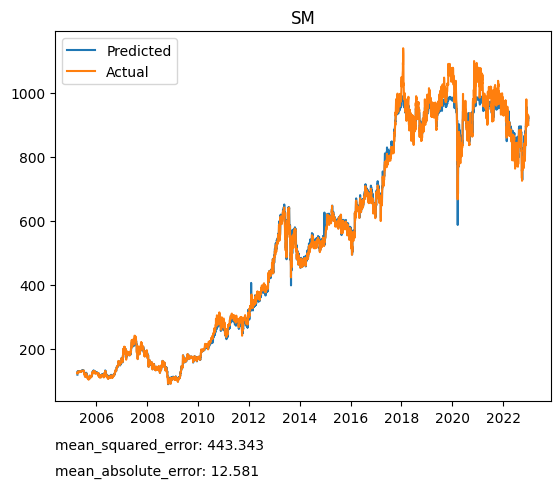 SM
Predicted
Actual
1000
800
600
400
200
2006 2008 2010 2012 2014 2016 2018 2020 2022
mean_squared_error: 443.343
mean_absolute_error: 12.581